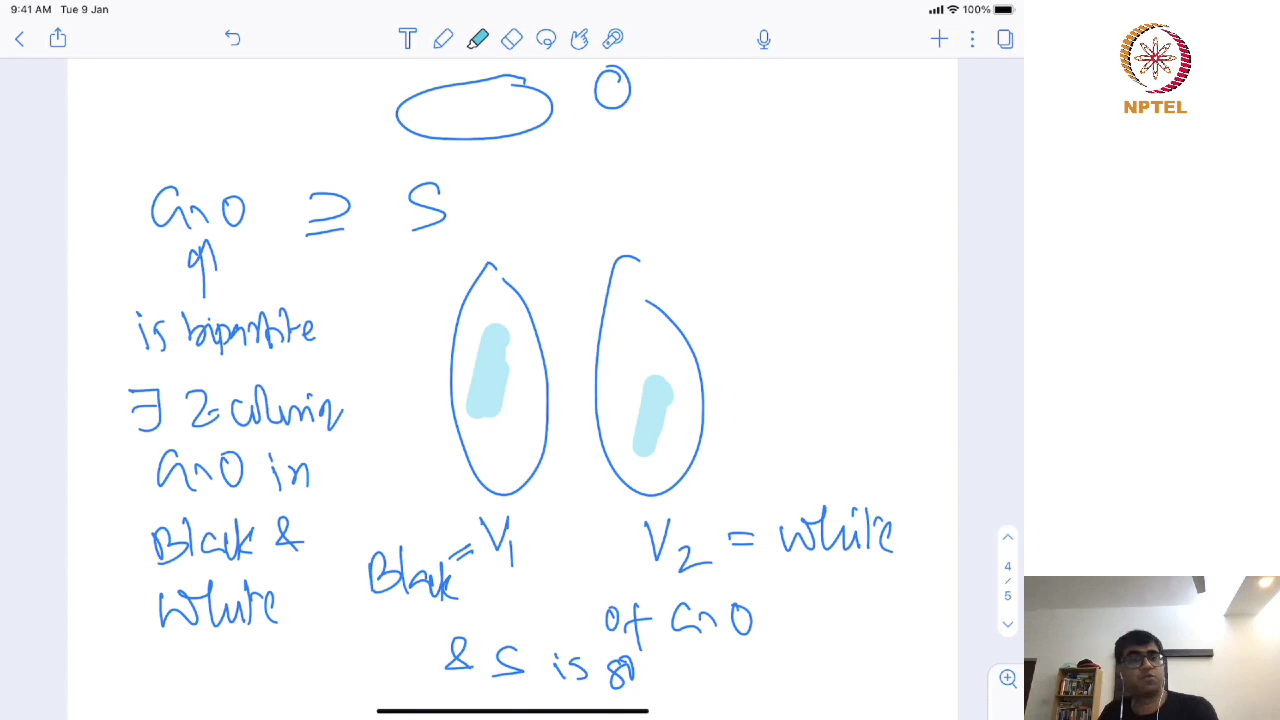 9:41 AM Tue 9 Jan
100%
NPTEL
G∩O ⊇ S
is bipartite
∃ 2-coloring
G∩O in
Black &
White
Black = V1
V2 = white
of G∩O
& S is
4
/
5